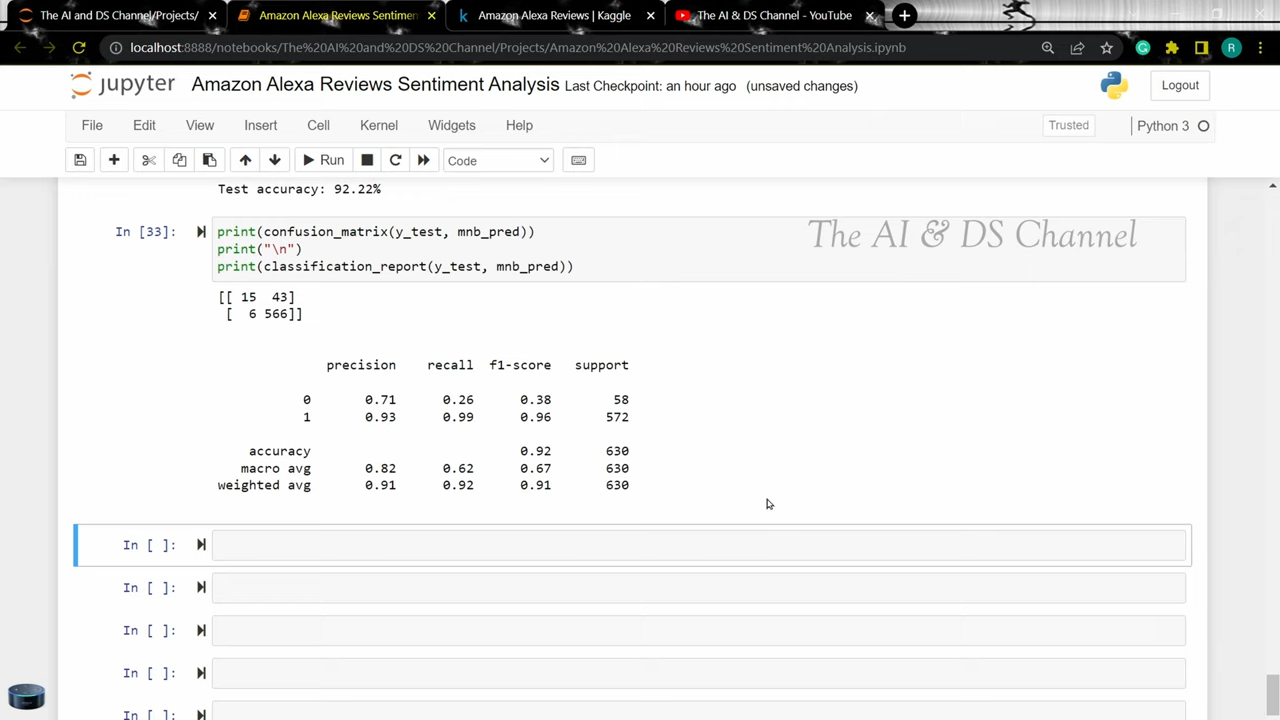 The AI and DS Channel/Projects/
Amazon Alexa Reviews Sentimen
Amazon Alexa Reviews | Kaggle
The AI & DS Channel - YouTube
localhost:8888/notebooks/The%20AI%20and%20DS%20Channel/Projects/Amazon%20Alexa%20Reviews%20Sentiment%20Analysis.ipynb
R
jupyter Amazon Alexa Reviews Sentiment Analysis Last Checkpoint: an hour ago (unsaved changes)
Logout
File Edit View Insert Cell Kernel Widgets Help
Trusted
Python 3
Run
Code
Test accuracy: 92.22%
In [33]: print(confusion_matrix(y_test, mnb_pred))
print("\n")
print(classification_report(y_test, mnb_pred))
The AI & DS Channel
[[ 15 43]
[ 6 566]]
precision recall f1-score support
0 0.71 0.26 0.38 58
1 0.93 0.99 0.96 572
accuracy 0.92 630
macro avg 0.82 0.62 0.67 630
weighted avg 0.91 0.92 0.91 630
In [ ]:
In [ ]:
In [ ]:
In [ ]:
In [ ]: